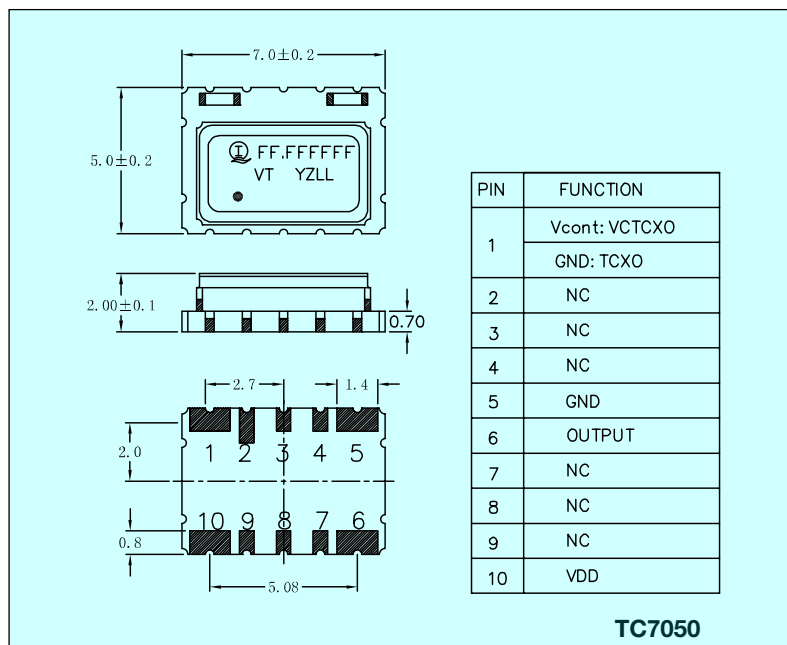 7.0±0.2
5.0±0.2
I FF.FFFFFF
VT YZLL
2.00±0.1
0.70
2.7
1.4
2.0
1 2 3 4 5
10 9 8 7 6
0.8
5.08
PIN FUNCTION
1 Vcont: VCTCXO
GND: TCXO
2 NC
3 NC
4 NC
5 GND
6 OUTPUT
7 NC
8 NC
9 NC
10 VDD
TC7050